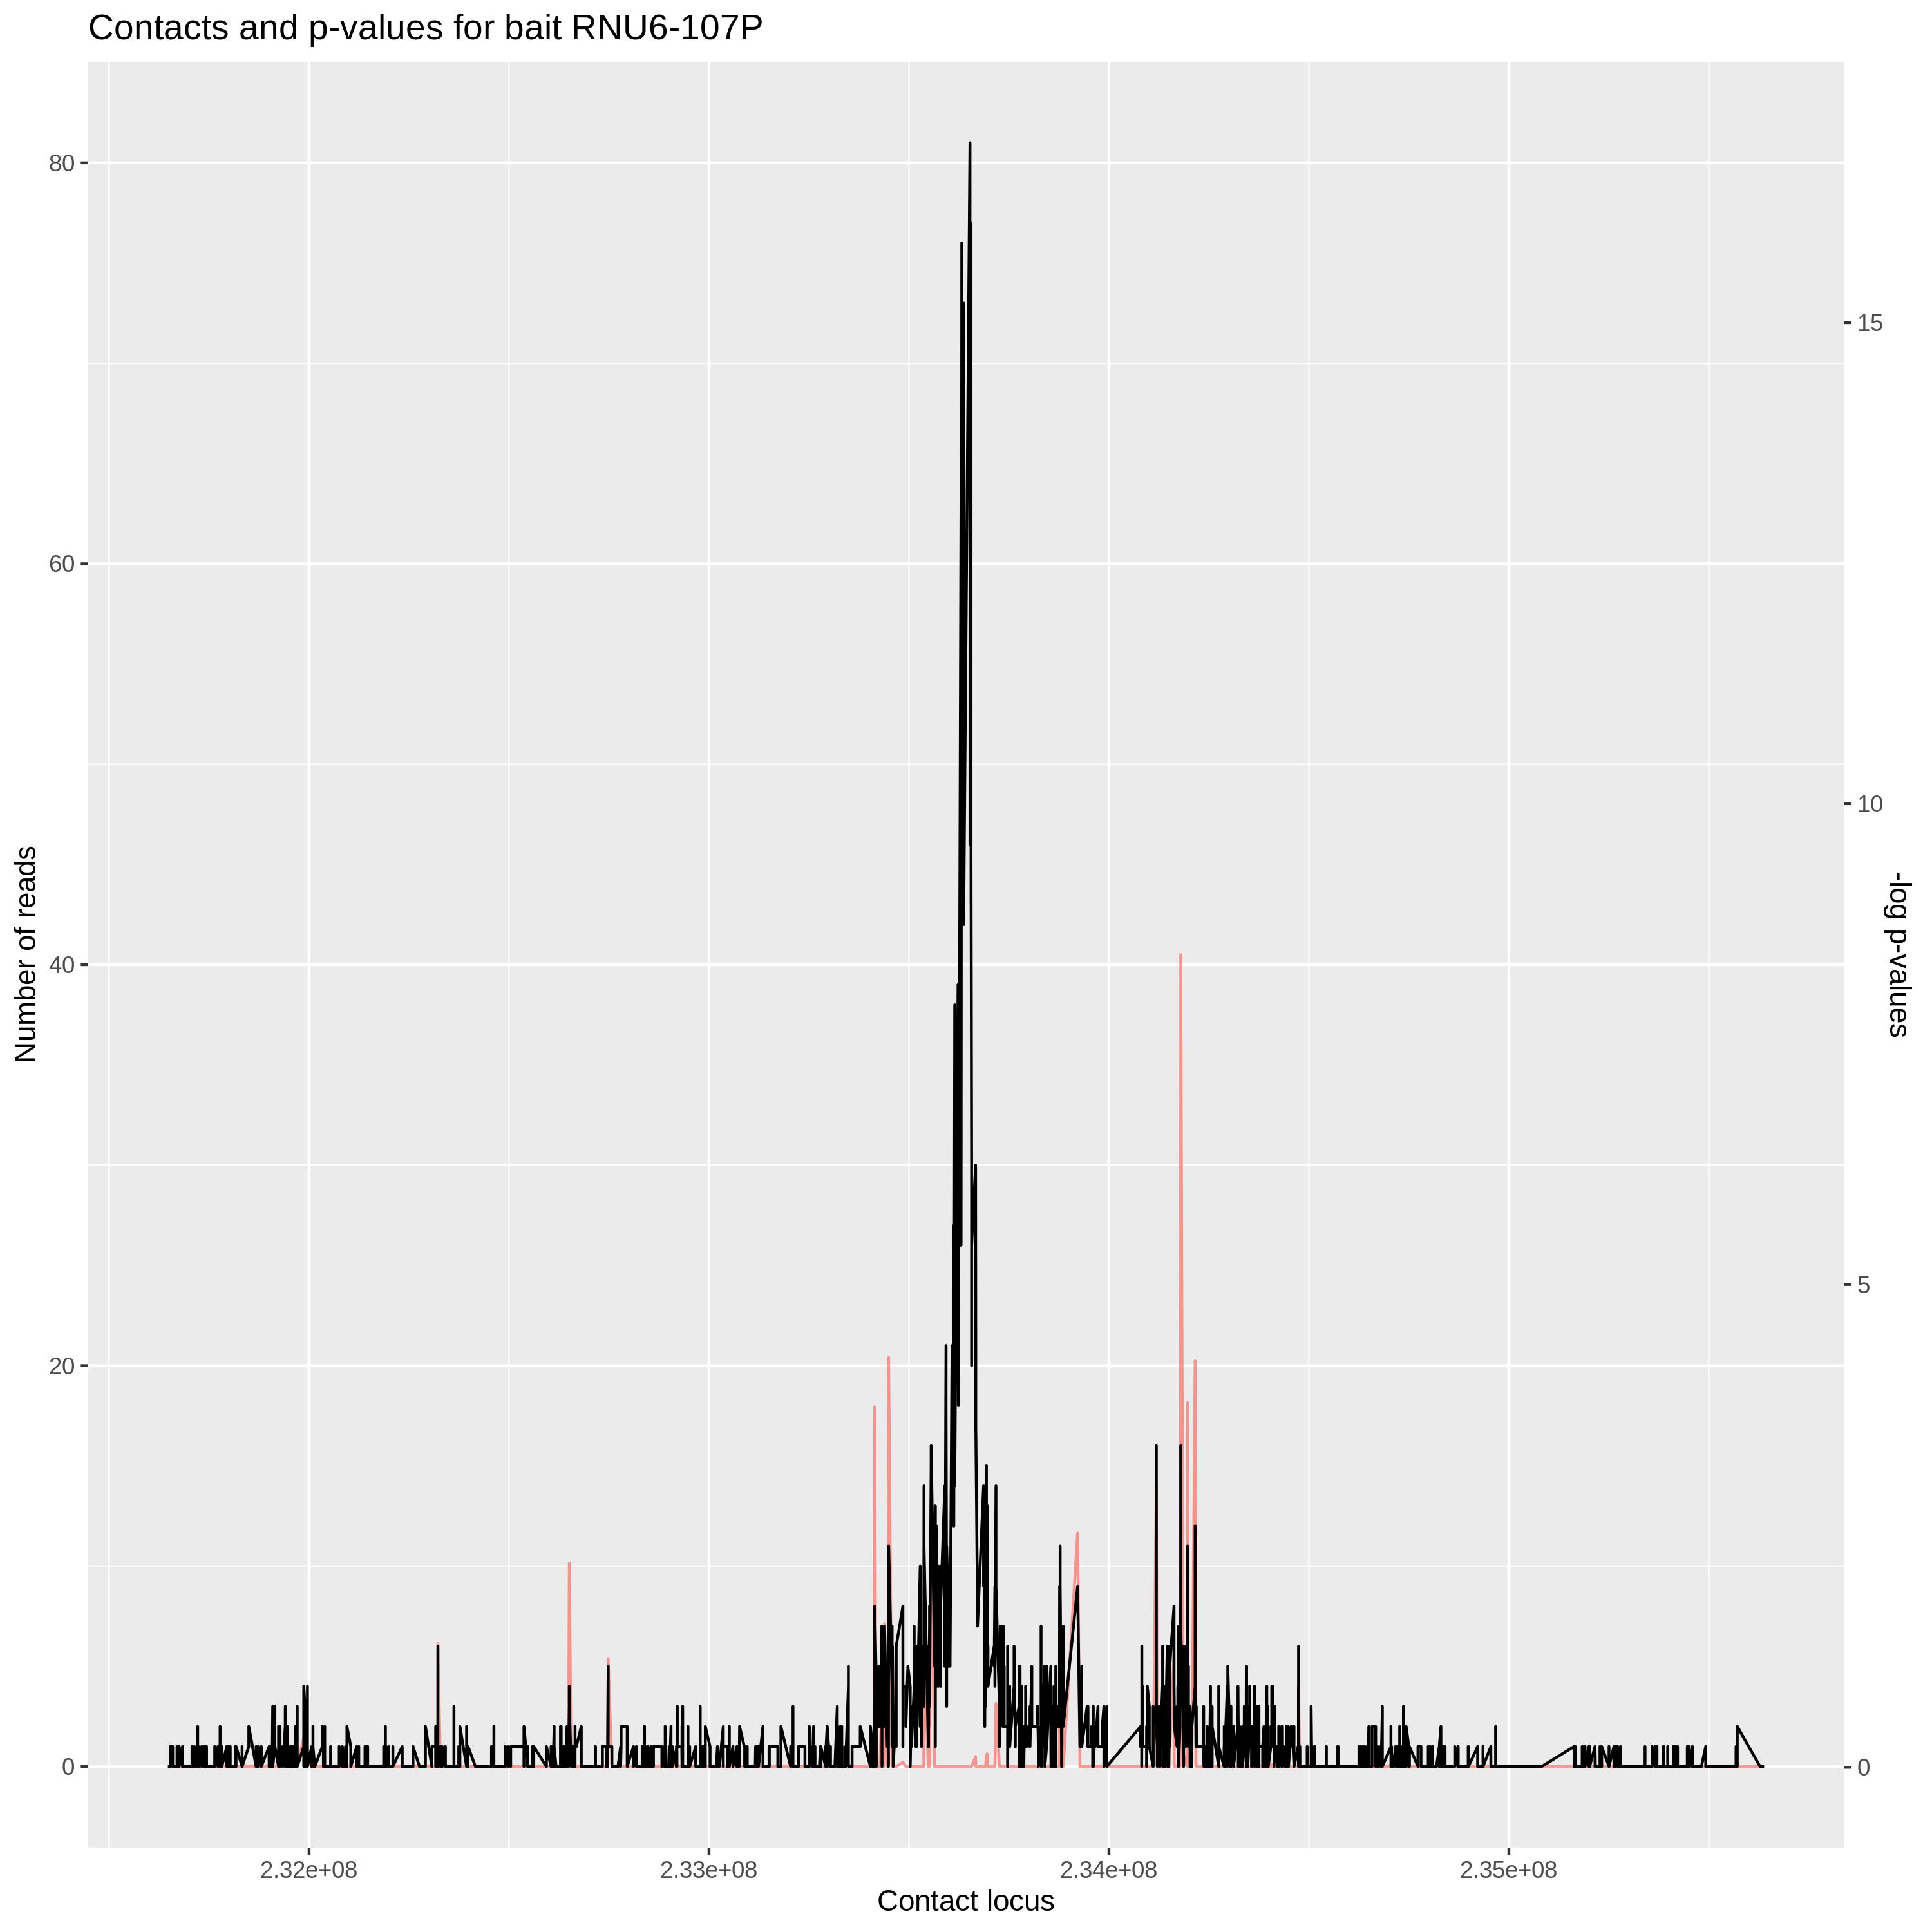 Contacts and p-values for bait RNU6-107P
80
60
40
20
0
Number of reads
15
10
5
0
-log p-values
2.32e+08 2.33e+08 2.34e+08 2.35e+08
Contact locus